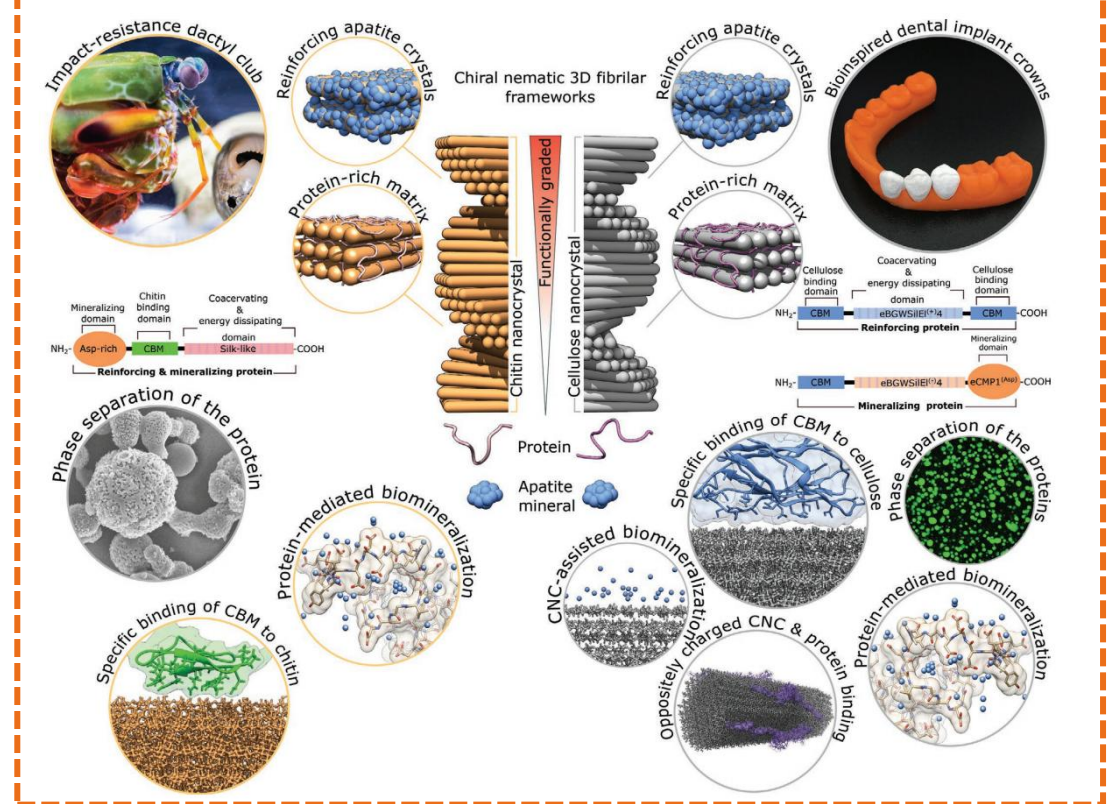 Impact-resistance dactyl club
Reinforcing apatite crystals
Chiral nematic 3D fibrilar
frameworks
Reinforcing apatite crystals
Bioinspired dental implant crowns
Protein-rich matrix
Chitin nanocrystal
Functionally graded
Cellulose nanocrystal
Protein-rich matrix
Mineralizing
domain
Chitin
binding
domain
Coacervating
&
energy dissipating
domain
NH2- Asp-rich CBM Silk-like -COOH
Reinforcing & mineralizing protein
Cellulose
binding
domain
Coacervating
&
energy dissipating
domain
Cellulose
binding
domain
NH2- CBM eBGWSilEl(+)4 CBM -COOH
Reinforcing protein
Mineralizing
domain
NH2- CBM eBGWSilEl(-)4 eCMP1(Asp) -COOH
Mineralizing protein
Protein
Apatite
mineral
Phase separation of the protein
Protein-mediated biomineralization
Specific binding of CBM to chitin
Specific binding of CBM to cellulose
Phase separation of the proteins
CNC-assisted biomineralization
Oppositely charged CNC & protein binding
Protein-mediated biomineralization